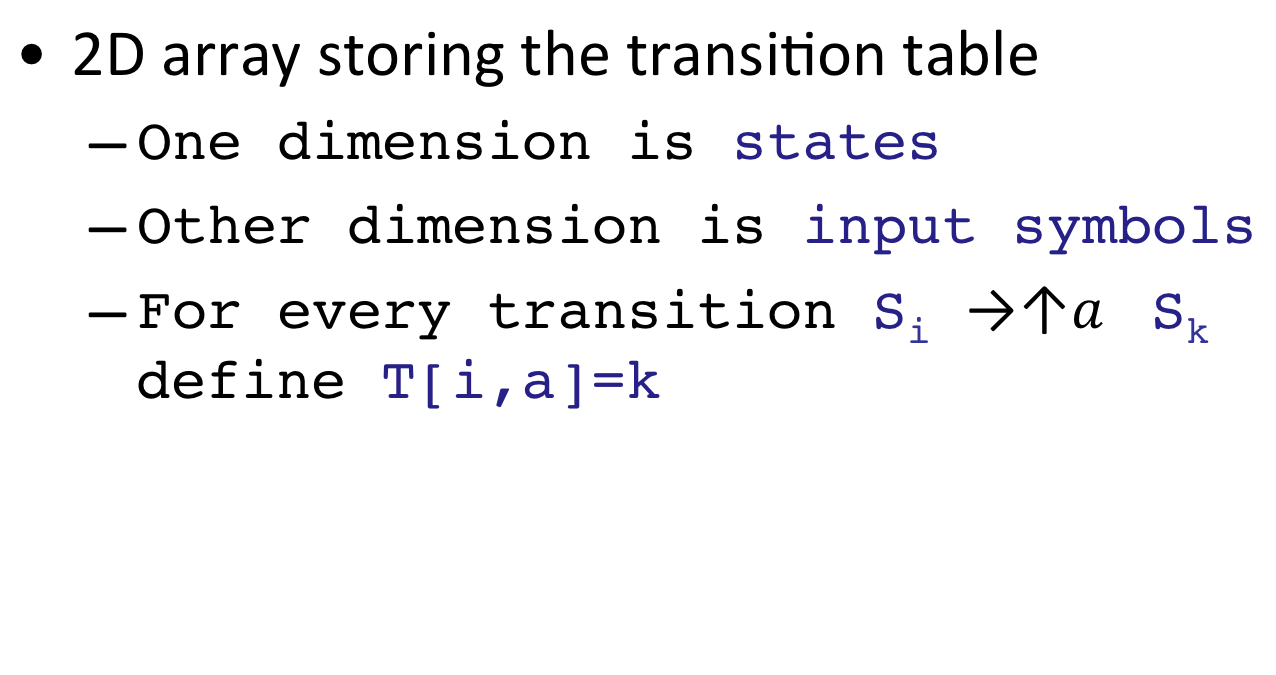 • 2D array storing the transition table
–One dimension is states
–Other dimension is input symbols
–For every transition Sᵢ →↑a Sₖ
define T[i,a]=k